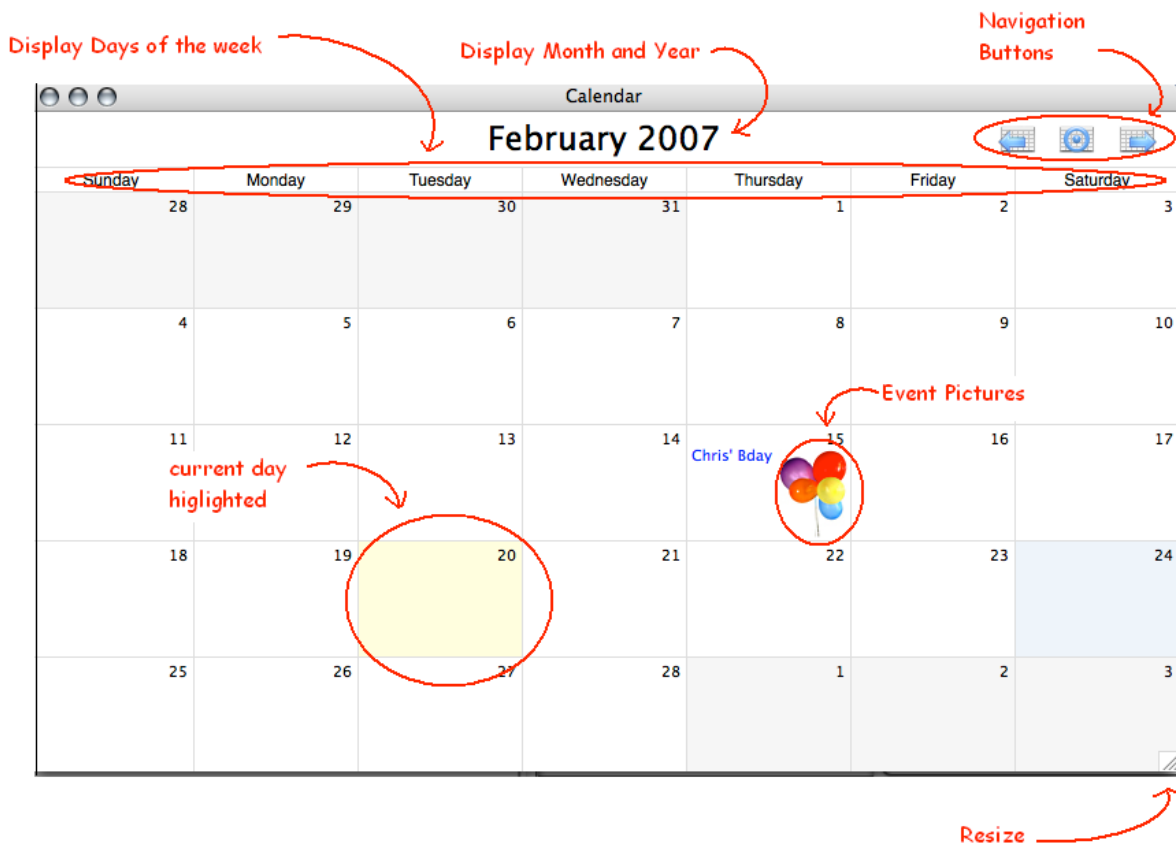 Navigation
Buttons
Display Days of the week
Display Month and Year
Calendar
February 2007
Sunday Monday Tuesday Wednesday Thursday Friday Saturday
28 29 30 31 1 2 3
4 5 6 7 8 9 10
Event Pictures
11 12 13 14 15 16 17
Chris' Bday
current day
higlighted
18 19 20 21 22 23 24
25 26 27 28 1 2 3
Resize